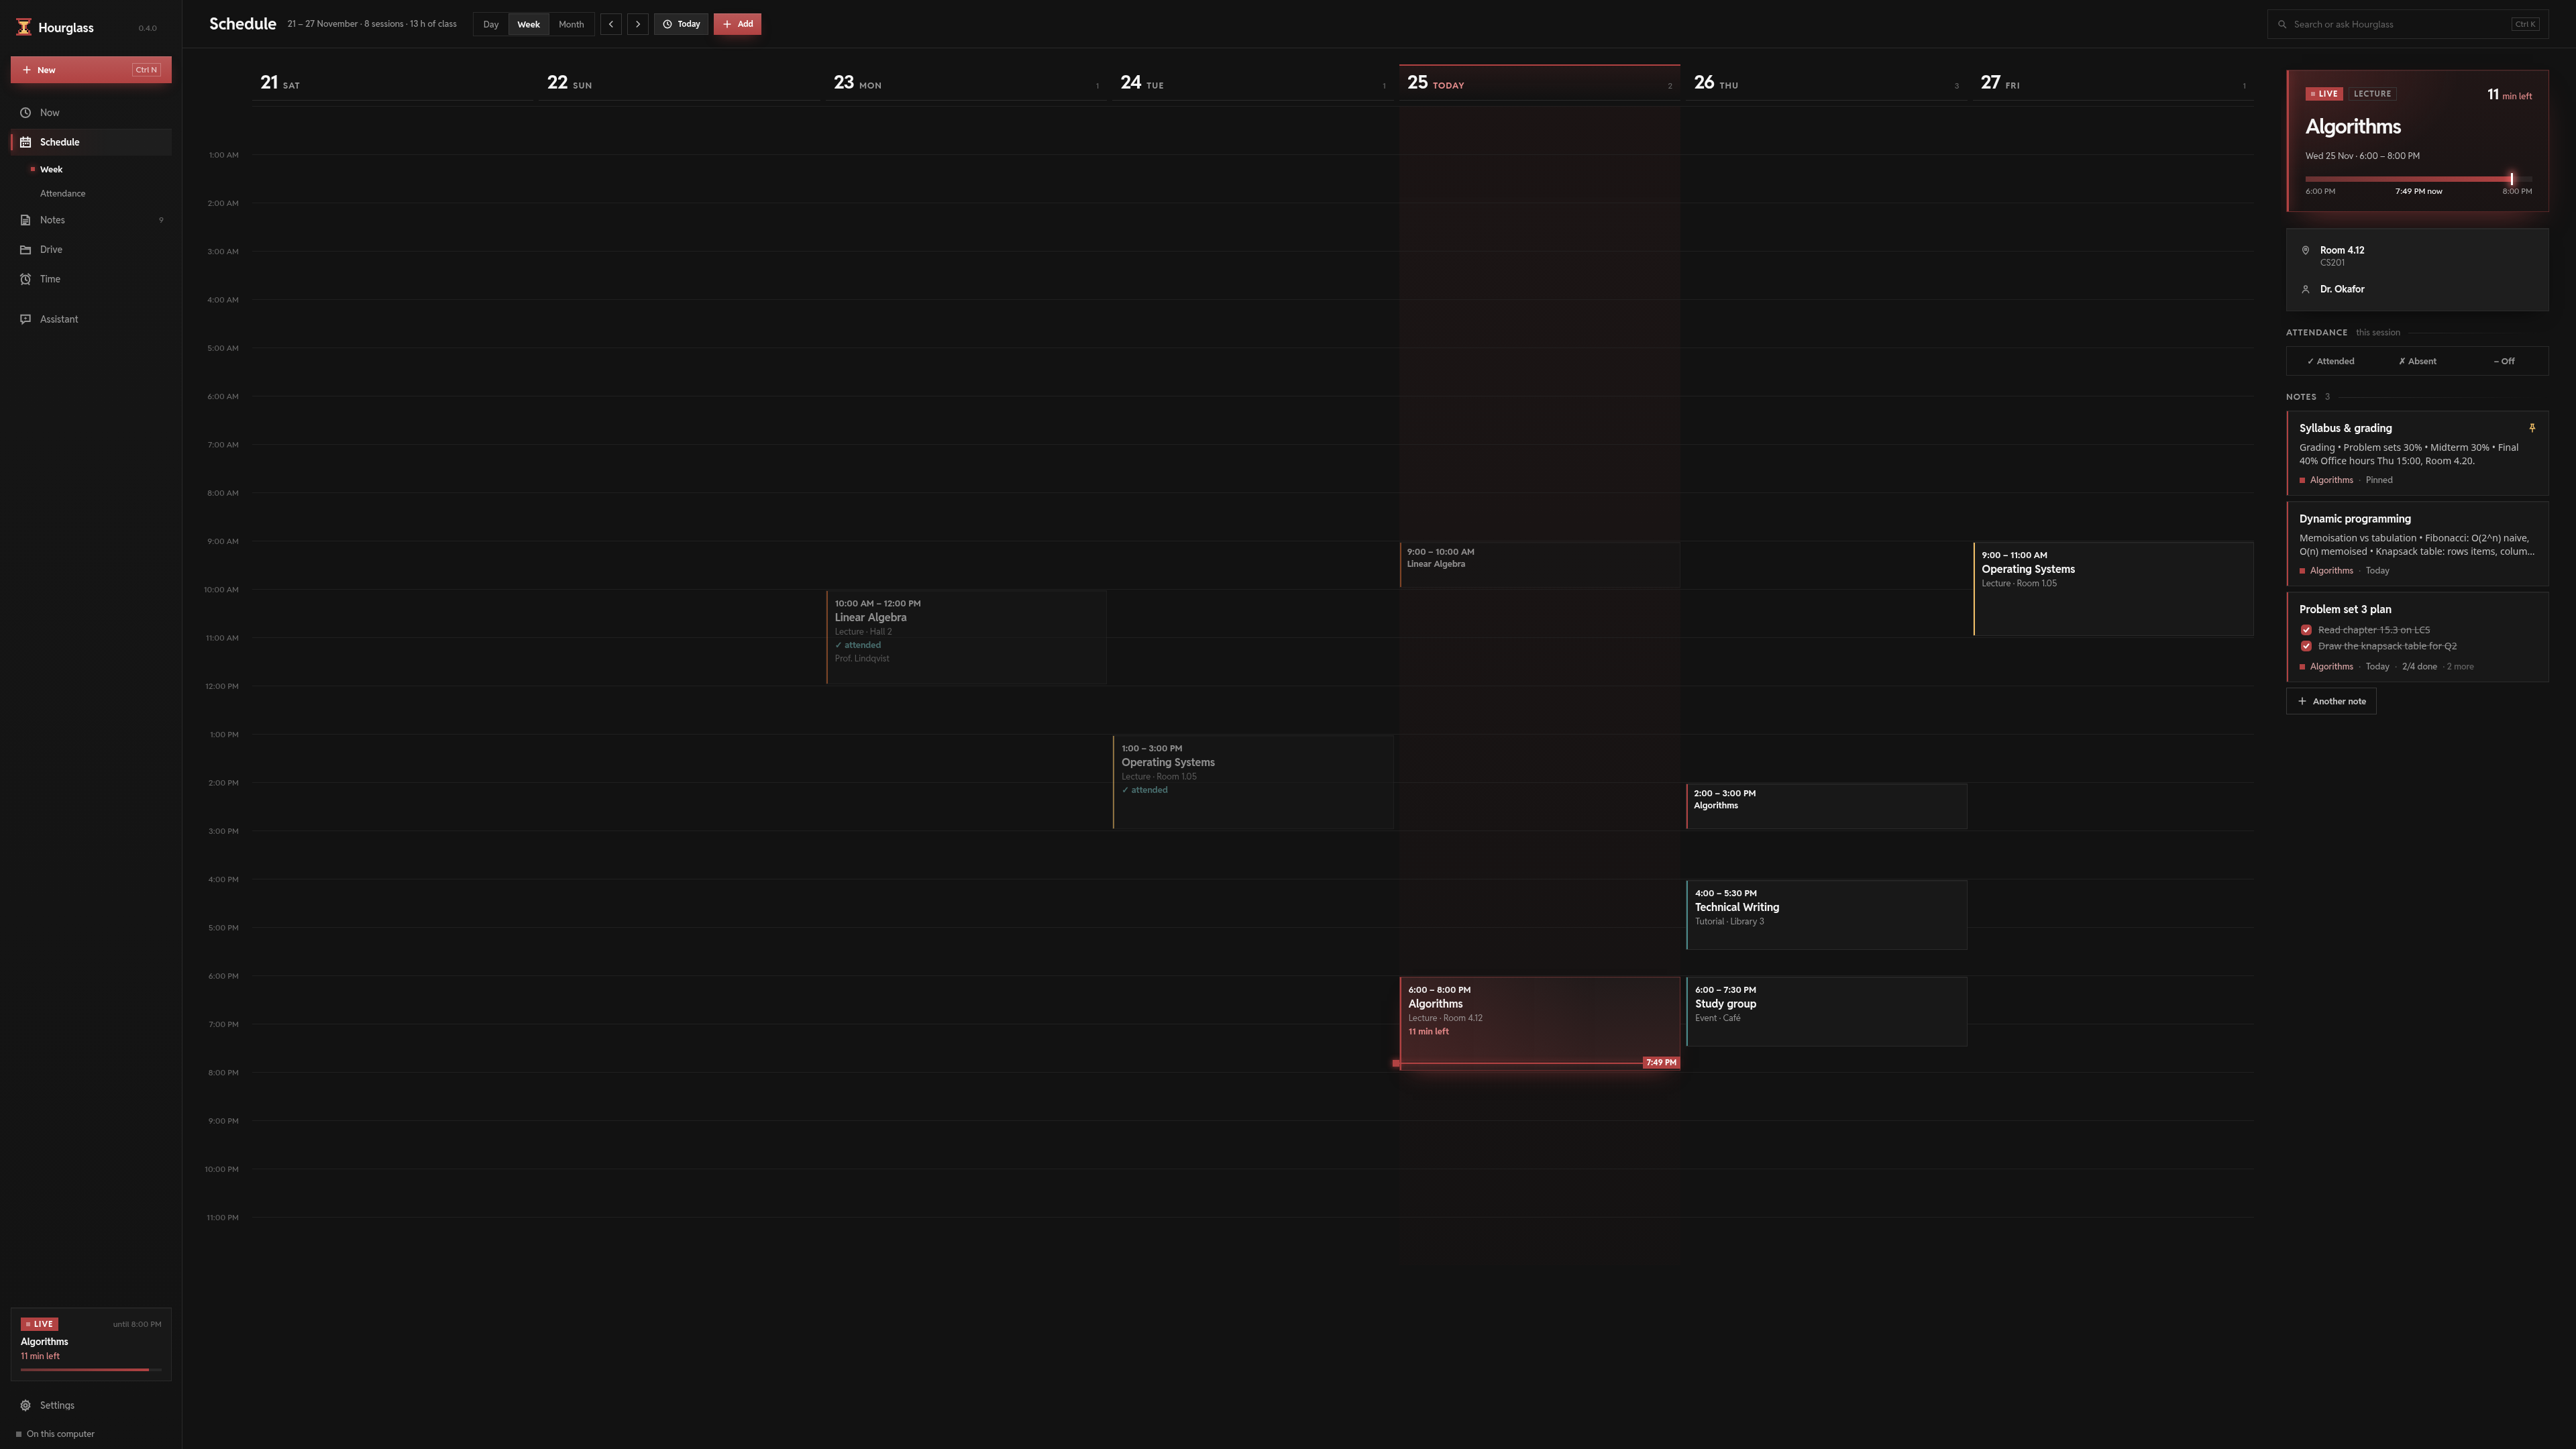 Hourglass
0.4.0
New
Ctrl N
Now
Schedule
Week
Attendance
Notes
9
Drive
Time
Assistant
LIVE
until 8:00 PM
Algorithms
11 min left
Settings
On this computer
Schedule
21 – 27 November · 8 sessions · 13 h of class
Day
Week
Month
Today
Add
Search or ask Hourglass
Ctrl K
21 SAT
22 SUN
23 MON
1
24 TUE
1
25 TODAY
2
26 THU
3
27 FRI
1
1:00 AM
2:00 AM
3:00 AM
4:00 AM
5:00 AM
6:00 AM
7:00 AM
8:00 AM
9:00 AM
10:00 AM
11:00 AM
12:00 PM
1:00 PM
2:00 PM
3:00 PM
4:00 PM
5:00 PM
6:00 PM
7:00 PM
8:00 PM
9:00 PM
10:00 PM
11:00 PM
10:00 AM – 12:00 PM
Linear Algebra
Lecture · Hall 2
✓ attended
Prof. Lindqvist
1:00 – 3:00 PM
Operating Systems
Lecture · Room 1.05
✓ attended
9:00 – 10:00 AM
Linear Algebra
6:00 – 8:00 PM
Algorithms
Lecture · Room 4.12
11 min left
7:49 PM
2:00 – 3:00 PM
Algorithms
4:00 – 5:30 PM
Technical Writing
Tutorial · Library 3
6:00 – 7:30 PM
Study group
Event · Café
9:00 – 11:00 AM
Operating Systems
Lecture · Room 1.05
LIVE
LECTURE
11 min left
Algorithms
Wed 25 Nov · 6:00 – 8:00 PM
6:00 PM
7:49 PM now
8:00 PM
Room 4.12
CS201
Dr. Okafor
ATTENDANCE this session
✓ Attended
✗ Absent
– Off
NOTES 3
Syllabus & grading
Grading • Problem sets 30% • Midterm 30% • Final
40% Office hours Thu 15:00, Room 4.20.
Algorithms · Pinned
Dynamic programming
Memoisation vs tabulation • Fibonacci: O(2^n) naive,
O(n) memoised • Knapsack table: rows items, colum...
Algorithms · Today
Problem set 3 plan
Read chapter 15.3 on LCS
Draw the knapsack table for Q2
Algorithms · Today · 2/4 done · 2 more
Another note